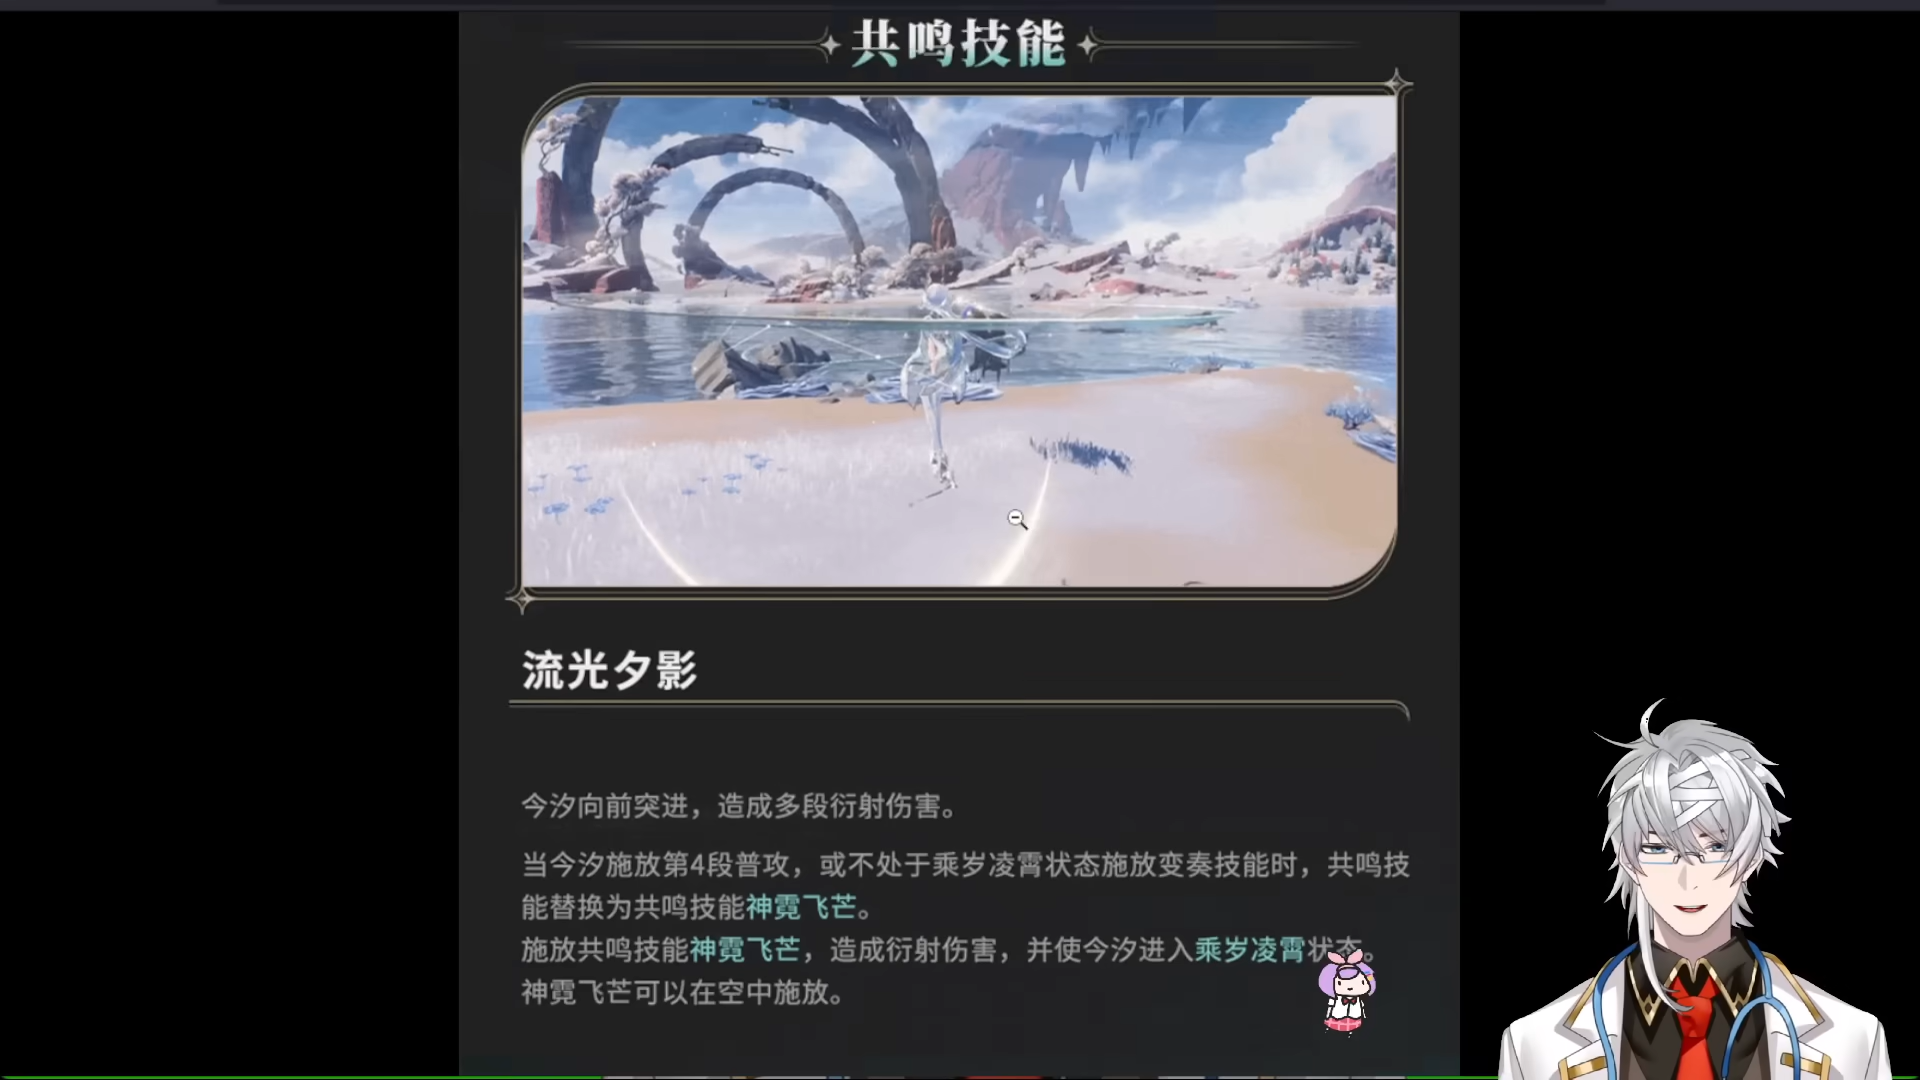 共鸣技能
流光夕影
今汐向前突进，造成多段衍射伤害。
当今汐施放第4段普攻，或不处于乘岁凌霄状态施放变奏技能时，共鸣技
能替换为共鸣技能神霓飞芒。
施放共鸣技能神霓飞芒，造成衍射伤害，并使今汐进入乘岁凌霄状态。
神霓飞芒可以在空中施放。